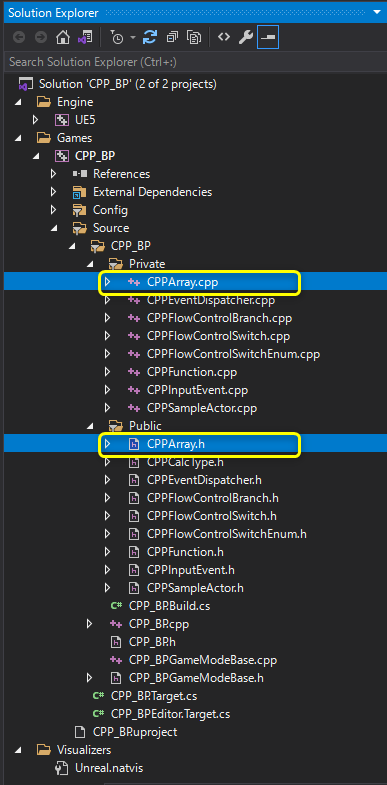 Solution Explorer
Search Solution Explorer (Ctrl+:)
Solution 'CPP_BP' (2 of 2 projects)
Engine
UE5
Games
CPP_BP
References
External Dependencies
Config
Source
CPP_BP
Private
CPPArray.cpp
CPPEventDispatcher.cpp
CPPFlowControlBranch.cpp
CPPFlowControlSwitch.cpp
CPPFlowControlSwitchEnum.cpp
CPPFunction.cpp
CPPInputEvent.cpp
CPPSampleActor.cpp
Public
CPPArray.h
CPPCalcType.h
CPPEventDispatcher.h
CPPFlowControlBranch.h
CPPFlowControlSwitch.h
CPPFlowControlSwitchEnum.h
CPPFunction.h
CPPInputEvent.h
CPPSampleActor.h
C# CPP_BP.Build.cs
CPP_BP.cpp
CPP_BP.h
CPP_BPGameModeBase.cpp
CPP_BPGameModeBase.h
C# CPP_BP.Target.cs
C# CPP_BPEditor.Target.cs
CPP_BP.uproject
Visualizers
Unreal.natvis